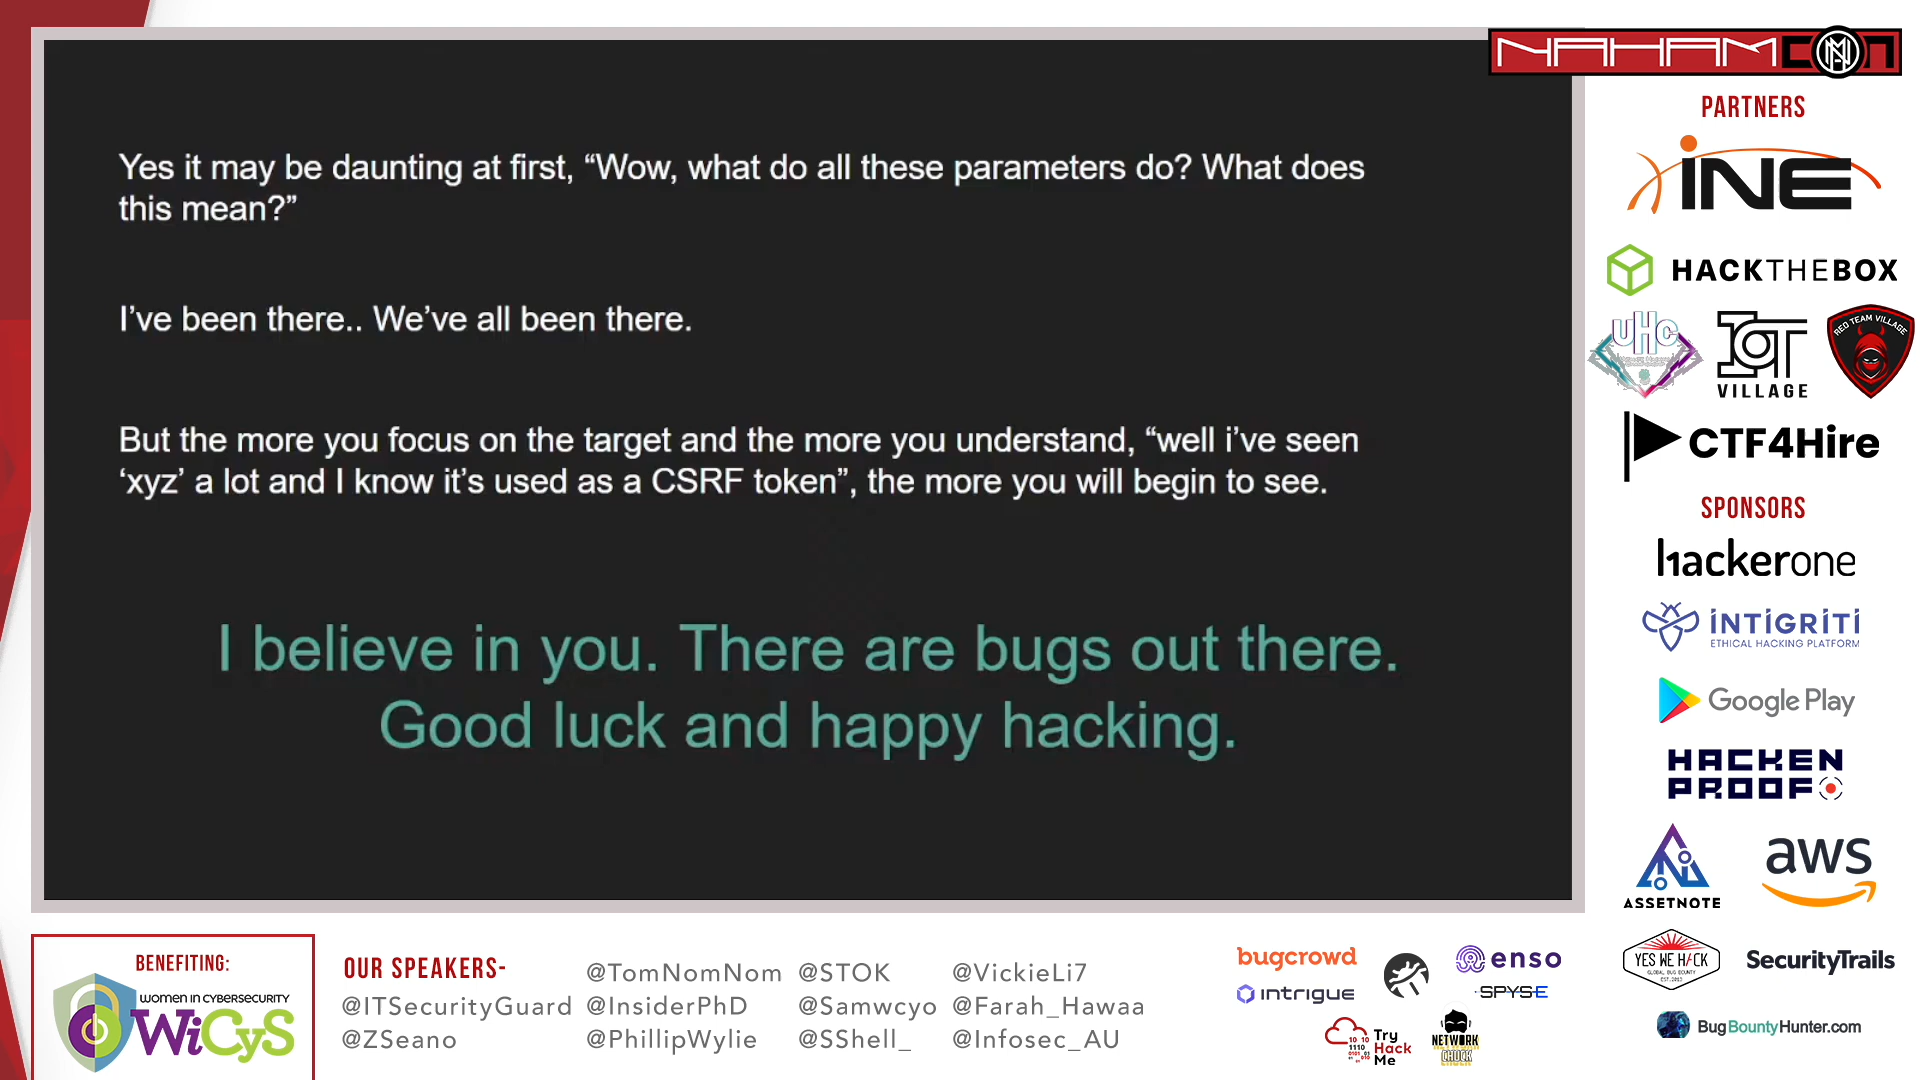 NAHAMCON
Yes it may be daunting at first, “Wow, what do all these parameters do? What does
this mean?”
I’ve been there.. We’ve all been there.
But the more you focus on the target and the more you understand, “well i’ve seen
‘xyz’ a lot and I know it’s used as a CSRF token”, the more you will begin to see.
I believe in you. There are bugs out there.
Good luck and happy hacking.
PARTNERS
INE
HACKTHEBOX
UHC
IOT
VILLAGE
RED TEAM VILLAGE
CTF4Hire
SPONSORS
hackerone
INTIGRITI
ETHICAL HACKING PLATFORM
Google Play
HACKEN
PROOF
ASSETNOTE
aws
YES WE H/CK
GLOBAL BUG BOUNTY
EST.2013
SecurityTrails
BugBountyHunter.com
BENEFITING:
WOMEN IN CYBERSECURITY
WiCyS
OUR SPEAKERS-
@ITSecurityGuard
@ZSeano
@TomNomNom
@InsiderPhD
@PhillipWylie
@STOK
@Samwcyo
@SShell_
@VickieLi7
@Farah_Hawaa
@Infosec_AU
bugcrowd
intrigue
enso
SPYSE
Try
Hack
Me
NETWORK
CHUCK